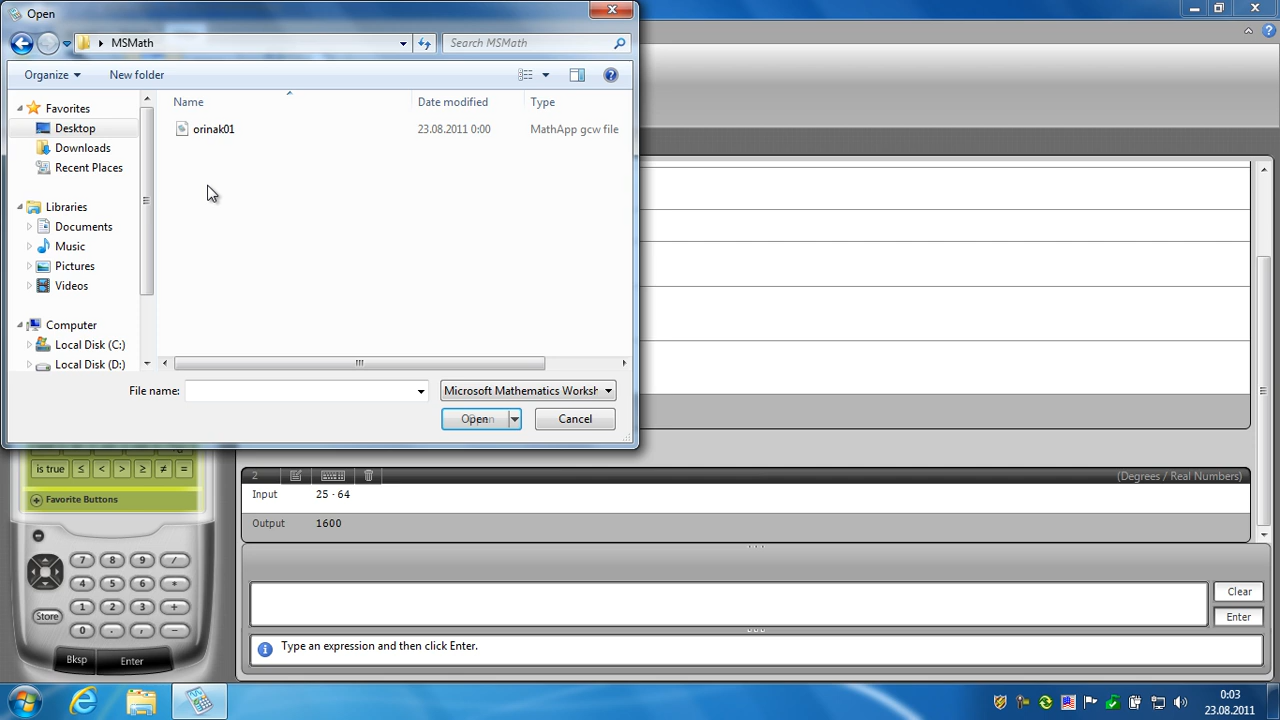 Open
MSMath
Search MSMath
Organize
New folder
Name
Date modified
Type
orinak01
23.08.2011 0:00
MathApp gcw file
Favorites
Desktop
Downloads
Recent Places
Libraries
Documents
Music
Pictures
Videos
Computer
Local Disk (C:)
Local Disk (D:)
File name:
Microsoft Mathematics Worksh
Open
Cancel
is true ≤ < > ≥ ≠ =
Favorite Buttons
7 8 9 /
4 5 6 *
Store
1 2 3 +
0 . , −
Bksp
Enter
2
(Degrees / Real Numbers)
Input
25 · 64
Output
1600
Clear
Enter
Type an expression and then click Enter.
0:03
23.08.2011